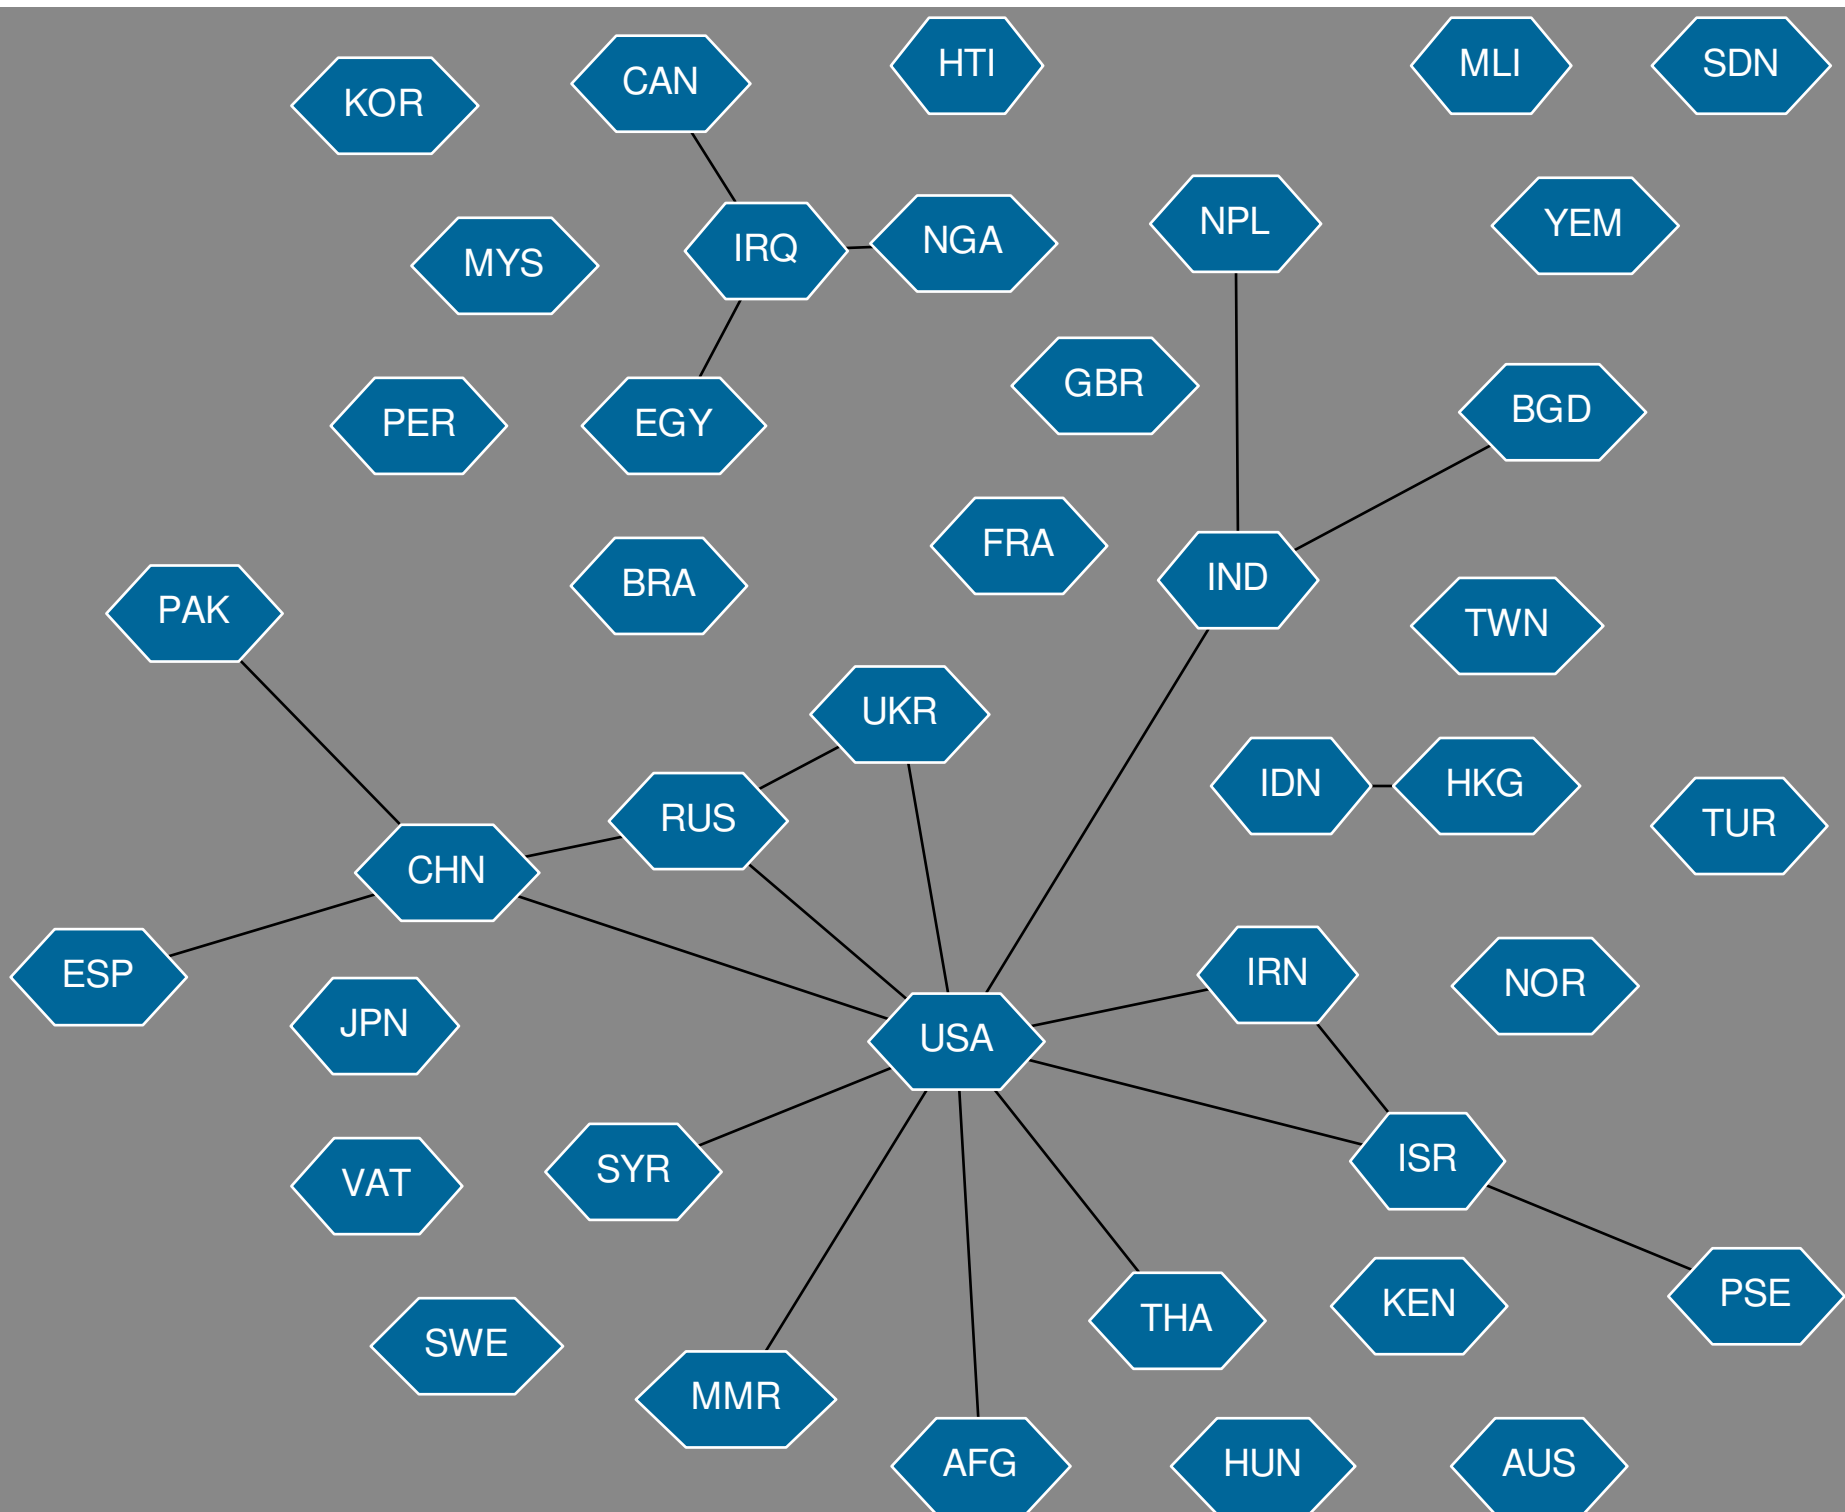 HTI
MLI
SDN
CAN
KOR
NPL
YEM
NGA
IRQ
MYS
GBR
BGD
PER
EGY
FRA
IND
BRA
PAK
TWN
UKR
IDN
HKG
RUS
TUR
CHN
IRN
ESP
NOR
JPN
USA
ISR
SYR
VAT
PSE
KEN
THA
SWE
MMR
AFG
HUN
AUS